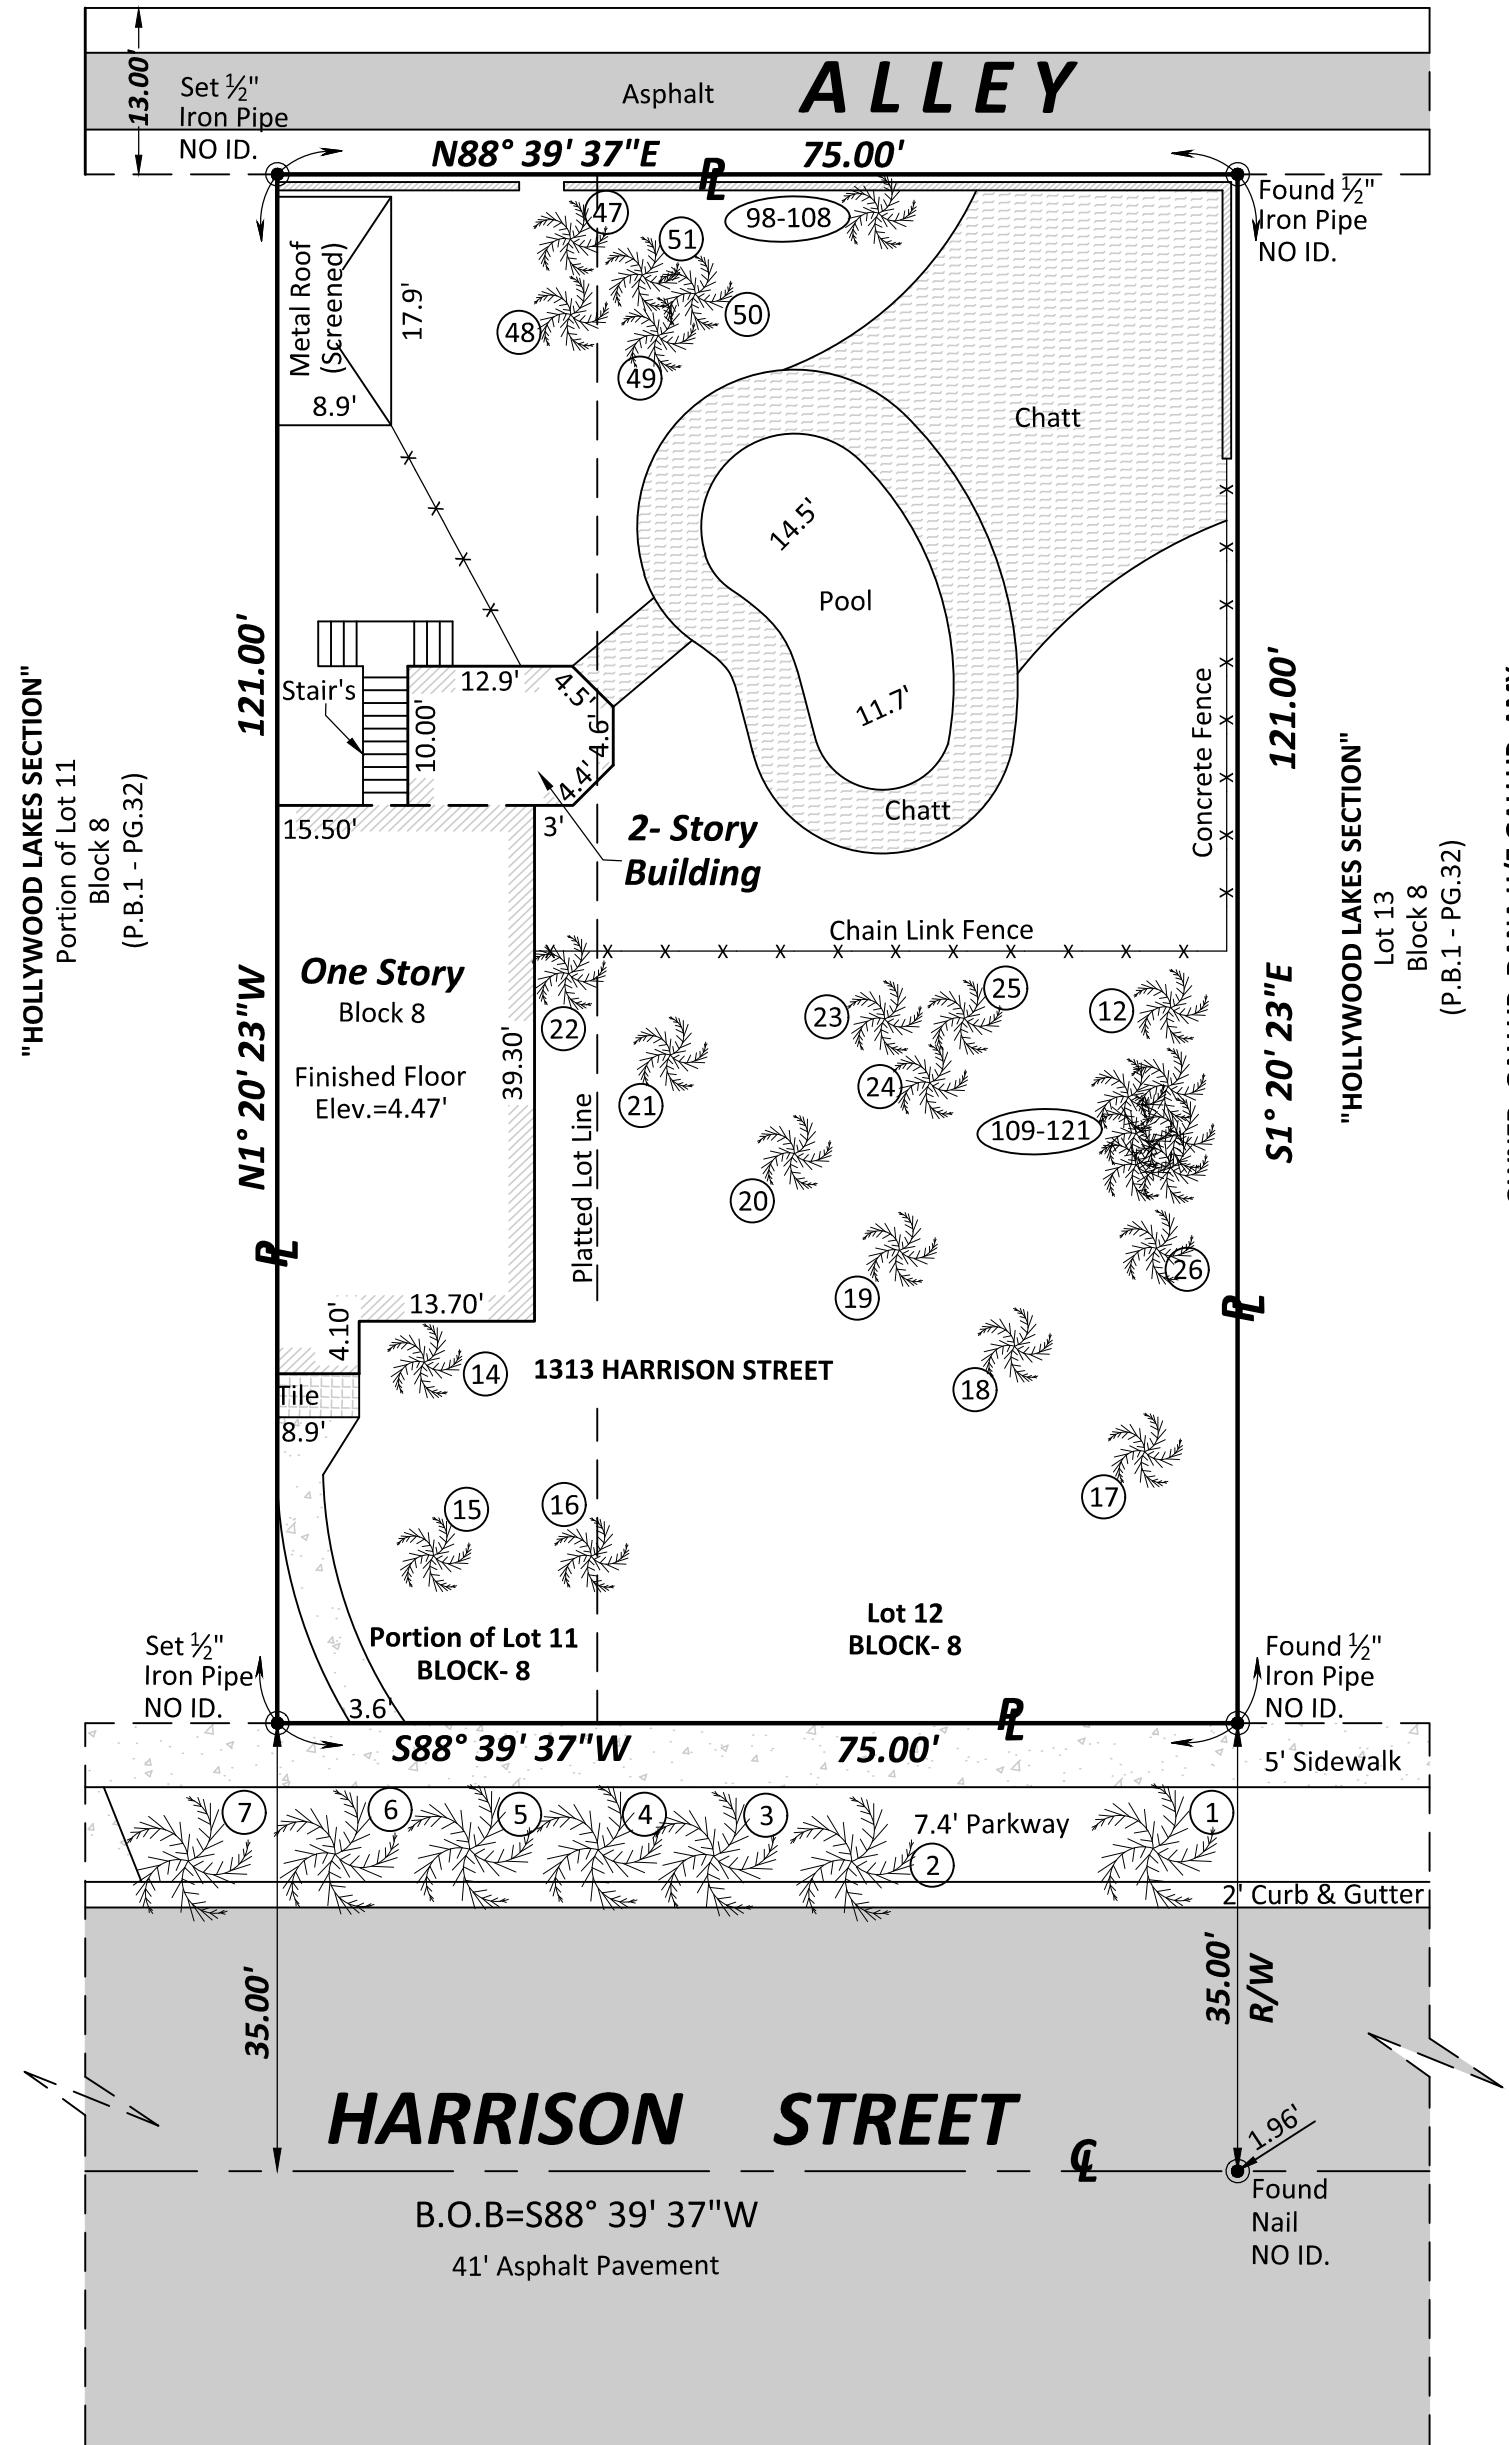 13.00'
Set ½"
Iron Pipe
NO ID.
Asphalt
ALLEY
N88° 39' 37"E
75.00'
PL
Found ½"
Iron Pipe
NO ID.
47
51
98-108
48
50
49
Metal Roof
(Screened)
17.9'
8.9'
Chatt
14.5'
Pool
11.7'
Chatt
121.00'
Stair's
12.9'
4.5'
10.00'
4.6'
4.4'
15.50'
3'
2- Story
Building
Concrete Fence
121.00'
"HOLLYWOOD LAKES SECTION"
Portion of Lot 11
Block 8
(P.B.1 - PG.32)
"HOLLYWOOD LAKES SECTION"
Lot 13
Block 8
(P.B.1 - PG.32)
Chain Link Fence
One Story
Block 8
Finished Floor
Elev.=4.47'
39.30'
N1° 20' 23"W
S1° 20' 23"E
22
23
25
12
21
24
109-121
20
Platted Lot Line
19
26
PL
PL
13.70'
4.10'
14
1313 HARRISON STREET
18
Tile
8.9'
17
15
16
Lot 12
BLOCK- 8
Portion of Lot 11
BLOCK- 8
Set ½"
Iron Pipe
NO ID.
3.6'
Found ½"
Iron Pipe
NO ID.
PL
S88° 39' 37"W
75.00'
5' Sidewalk
7
6
5
4
3
7.4' Parkway
2
1
2' Curb & Gutter
35.00'
35.00'
R/W
HARRISON STREET
CL
1.96'
Found
Nail
NO ID.
B.O.B=S88° 39' 37"W
41' Asphalt Pavement